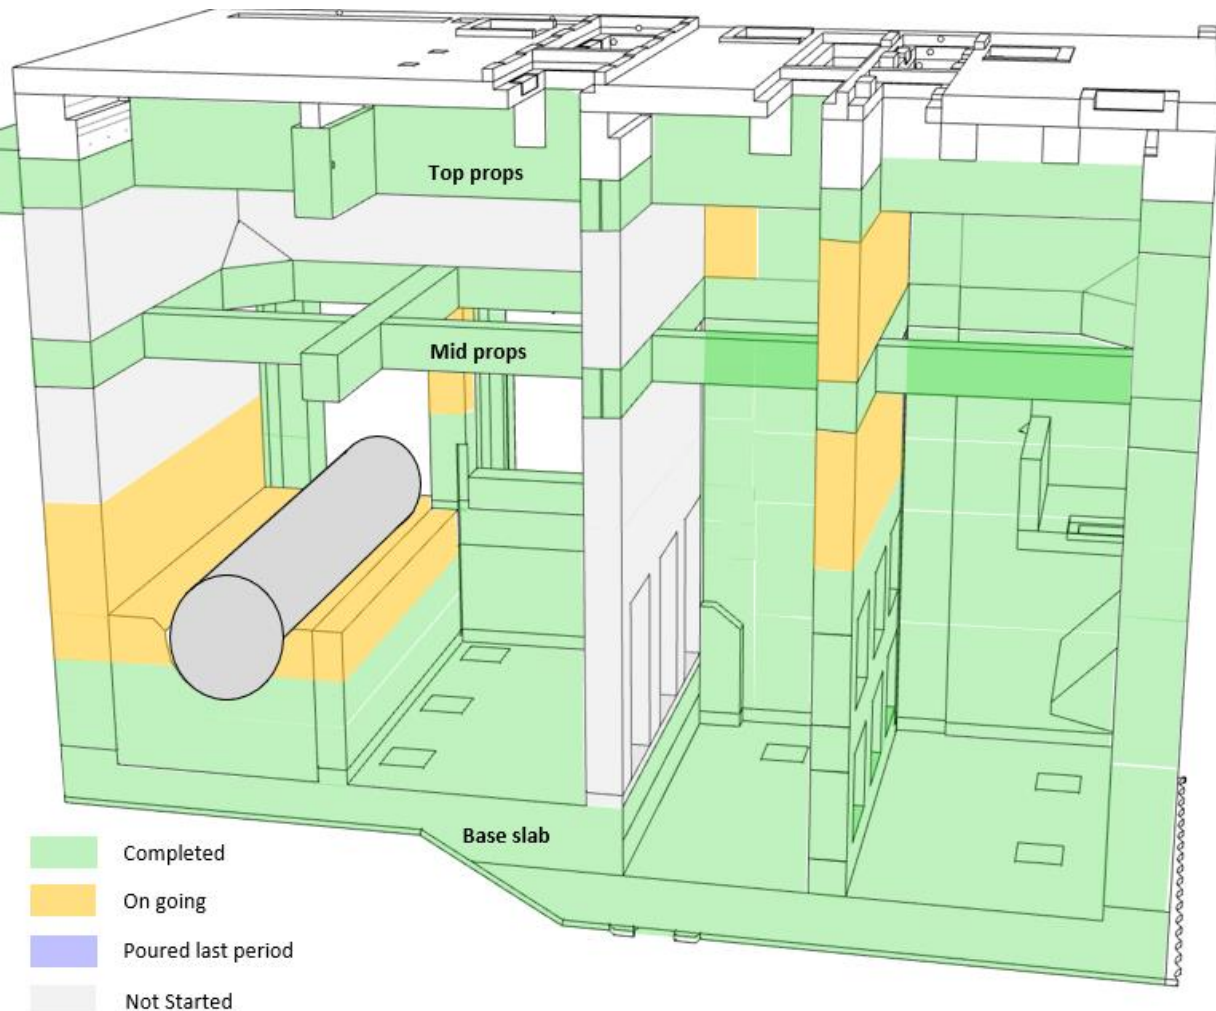 Top props
Mid props
Base slab
Completed
On going
Poured last period
Not Started